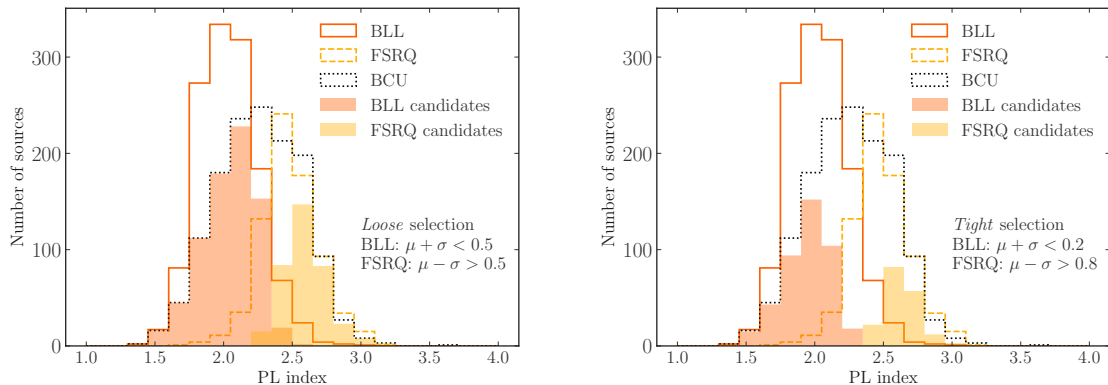 BLL
FSRQ
BCU
BLL candidates
FSRQ candidates
Loose selection
BLL: μ + σ < 0.5
FSRQ: μ − σ > 0.5
Number of sources
0
100
200
300
1.0 1.5 2.0 2.5 3.0 3.5 4.0
PL index
BLL
FSRQ
BCU
BLL candidates
FSRQ candidates
Tight selection
BLL: μ + σ < 0.2
FSRQ: μ − σ > 0.8
Number of sources
0
100
200
300
1.0 1.5 2.0 2.5 3.0 3.5 4.0
PL index